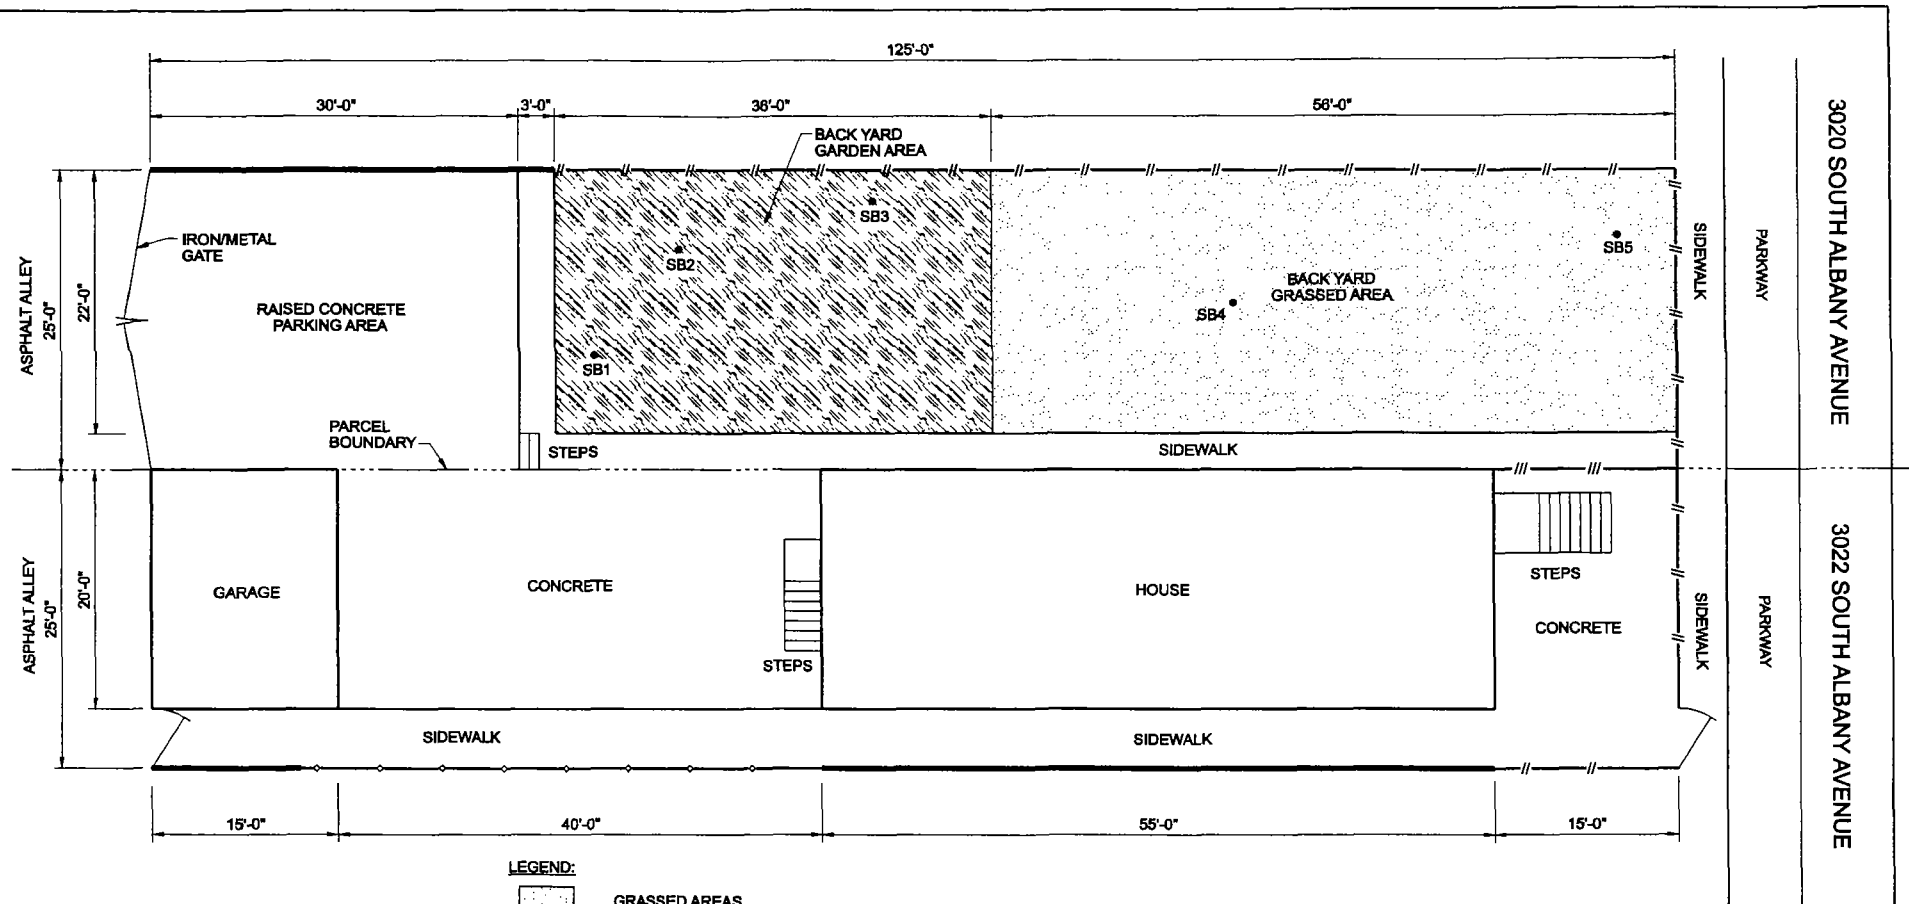 125'-0"
30'-0"
3'-0"
36'-0"
56'-0"
BACK YARD
GARDEN AREA
3020 SOUTH ALBANY AVENUE
IRON/METAL
GATE
SB3
SB2
SB5
ASPHALT ALLEY
25'-0"
22'-0"
RAISED CONCRETE
PARKING AREA
BACK YARD
GRASSED AREA
SB4
SB1
SIDEWALK
PARKWAY
PARCEL
BOUNDARY
STEPS
SIDEWALK
ASPHALT ALLEY
25'-0"
20'-0"
GARAGE
CONCRETE
STEPS
HOUSE
STEPS
CONCRETE
SIDEWALK
PARKWAY
3022 SOUTH ALBANY AVENUE
SIDEWALK
SIDEWALK
15'-0"
40'-0"
55'-0"
15'-0"
LEGEND:
GRASSED AREAS